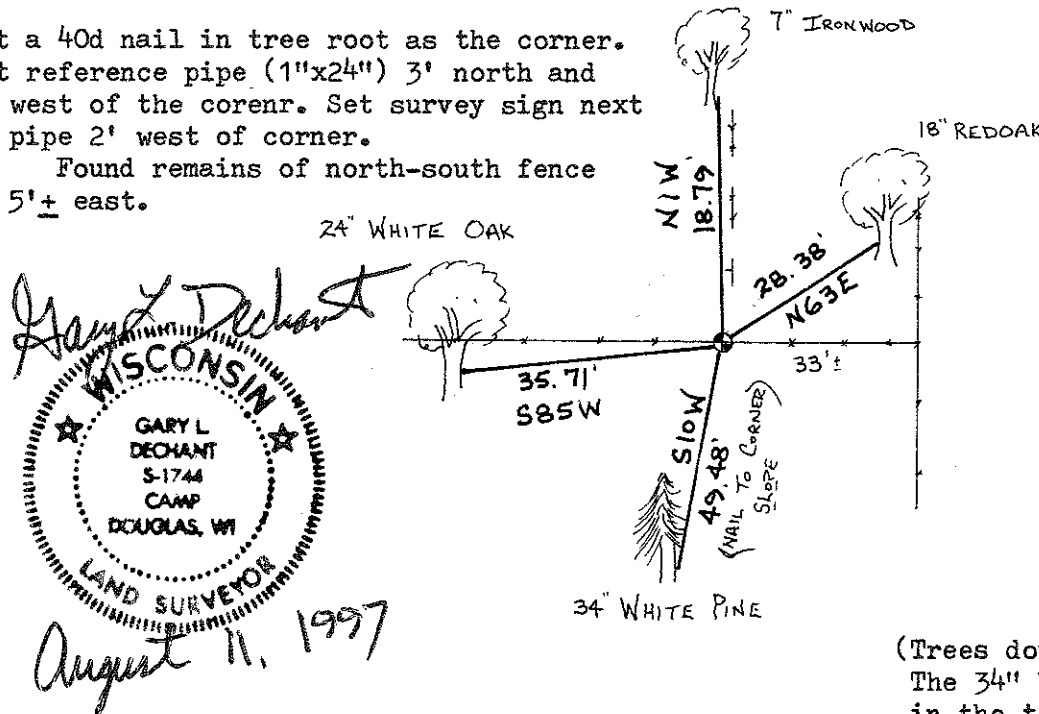 t a 40d nail in tree root as the corner.
t reference pipe (1"x24") 3' north and
west of the corenr. Set survey sign next
pipe 2' west of corner.
Found remains of north-south fence
5'± east.
7" IRONWOOD
18" REDOAK
24" WHITE OAK
N1W
18.79'
28.38'
N63E
33'±
35.71'
S85W
S10W
49.48'
(NAIL TO CORNER)
SLOPE
34" WHITE PINE
Gary L Dechant
WISCONSIN
GARY L
DECHANT
S-1744
CAMP
DOUGLAS, WI
LAND SURVEYOR
August 11, 1997
(Trees do
The 34"
in the t